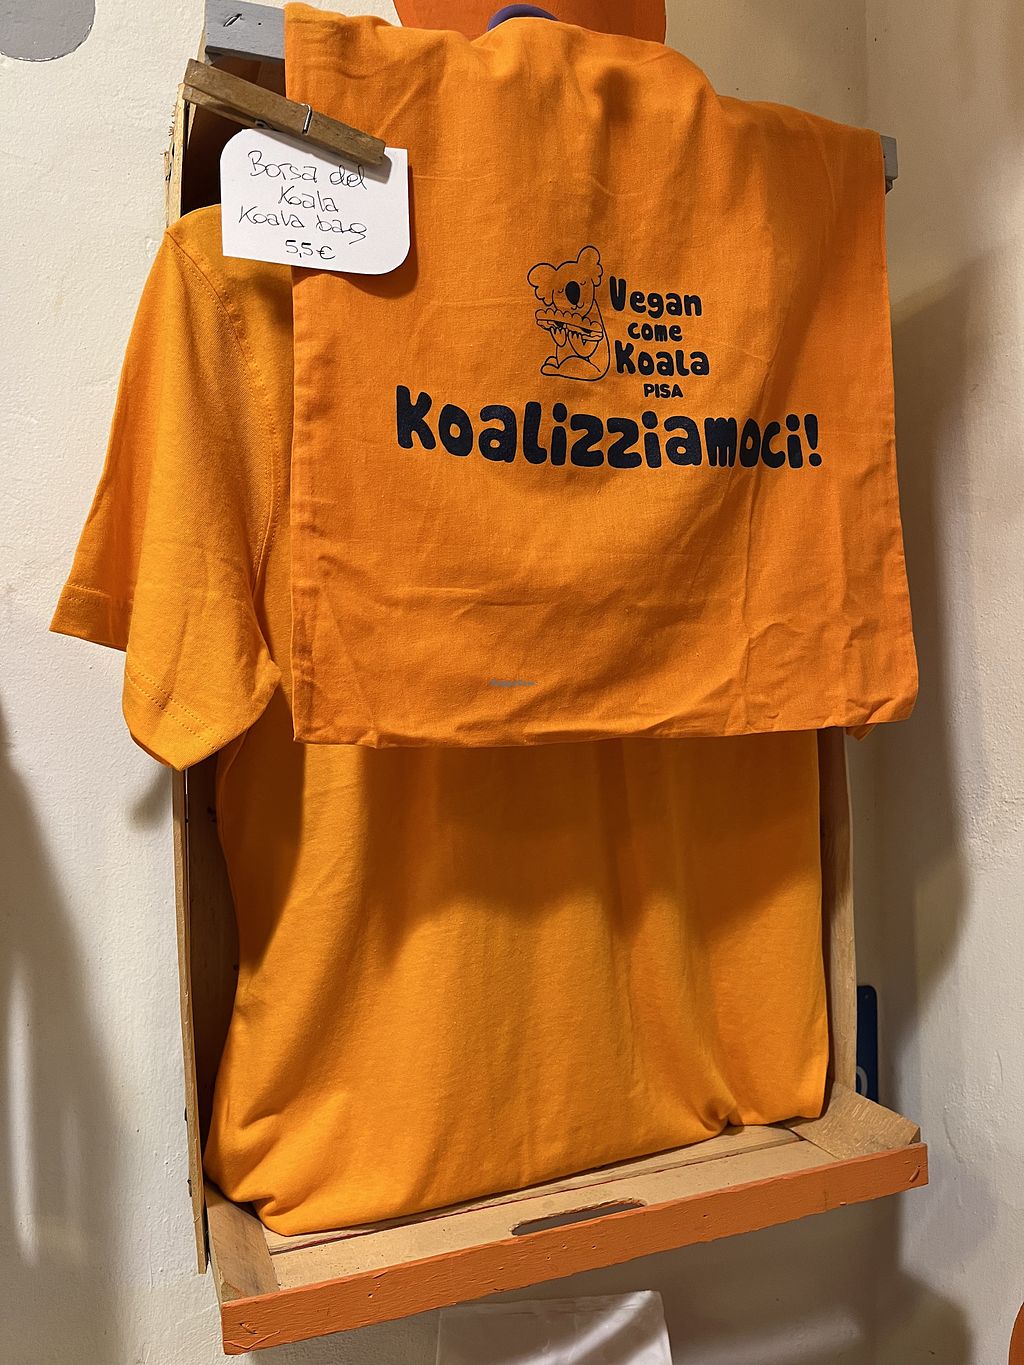 Borsa del
Koala
Koala bag
5,5€
Vegan
come
Koala
PISA
Koalizziamoci!